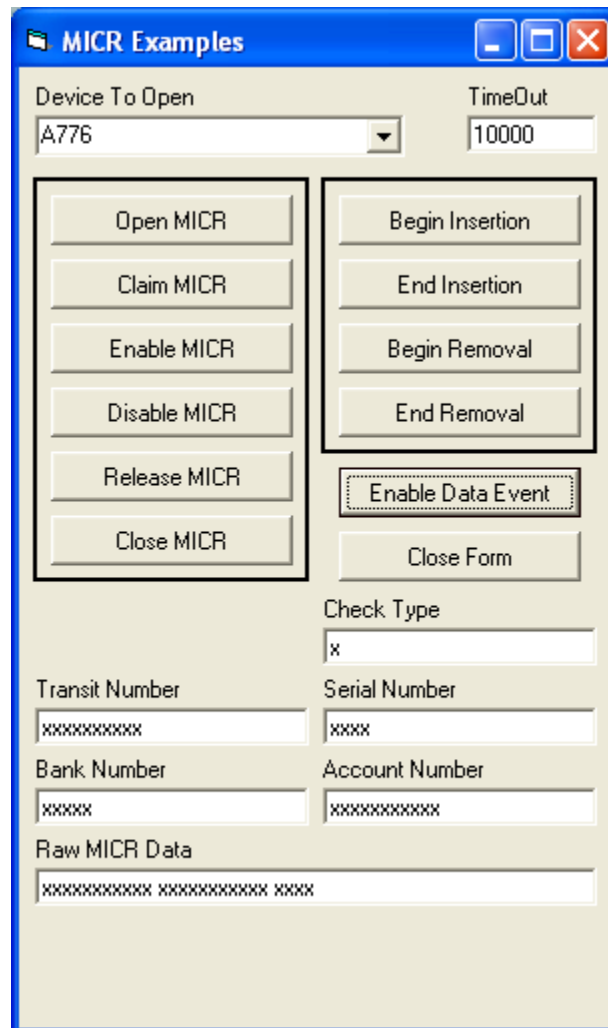 MICR Examples
Device To Open TimeOut
A776 10000
Open MICR Begin Insertion
Claim MICR End Insertion
Enable MICR Begin Removal
Disable MICR End Removal
Release MICR Enable Data Event
Close MICR Close Form
Check Type
x
Transit Number Serial Number
xxxxxxxxxx xxxx
Bank Number Account Number
xxxxx xxxxxxxxxxx
Raw MICR Data
xxxxxxxxxxx xxxxxxxxxxx xxxx